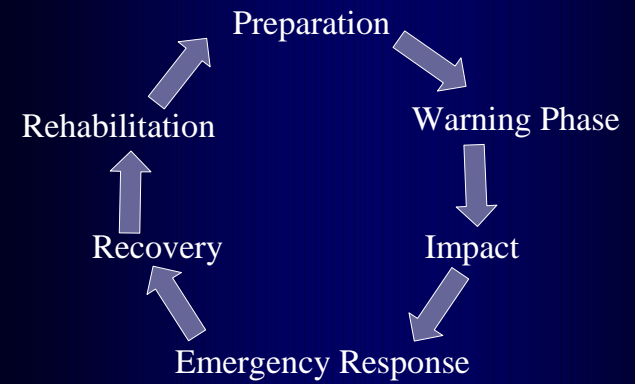 Preparation
Warning Phase
Impact
Emergency Response
Recovery
Rehabilitation